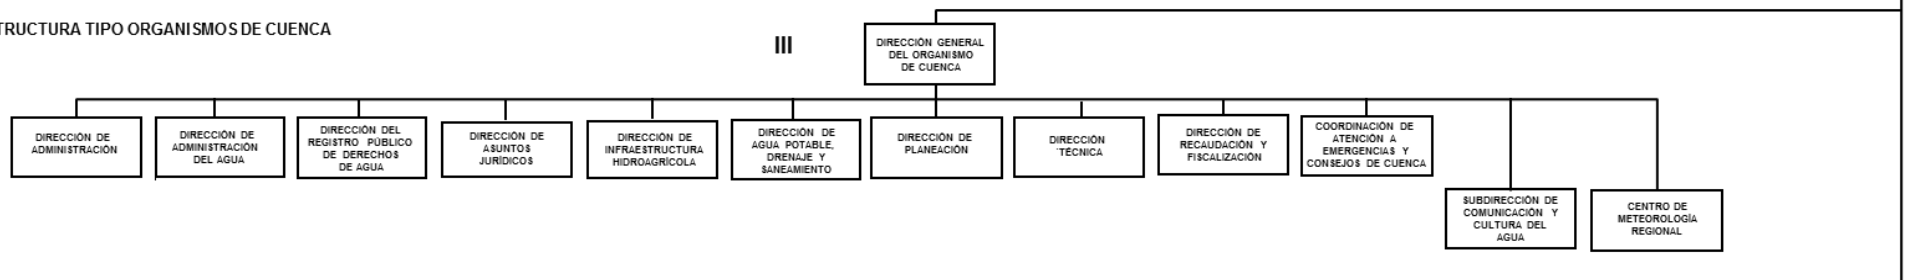 TRUCTURA TIPO ORGANISMOS DE CUENCA
III
DIRECCIÓN GENERAL
DEL ORGANISMO
DE CUENCA
DIRECCIÓN DE
ADMINISTRACIÓN
DIRECCIÓN DE
ADMINISTRACIÓN
DEL AGUA
DIRECCIÓN DEL
REGISTRO PÚBLICO
DE DERECHOS
DE AGUA
DIRECCIÓN DE
ASUNTOS
JURÍDICOS
DIRECCIÓN DE
INFRAESTRUCTURA
HIDROAGRÍCOLA
DIRECCIÓN DE
AGUA POTABLE,
DRENAJE Y
SANEAMIENTO
DIRECCIÓN DE
PLANEACIÓN
DIRECCIÓN
TÉCNICA
DIRECCIÓN DE
RECAUDACIÓN Y
FISCALIZACIÓN
COORDINACIÓN DE
ATENCIÓN A
EMERGENCIAS Y
CONSEJOS DE CUENCA
SUBDIRECCIÓN DE
COMUNICACIÓN Y
CULTURA DEL
AGUA
CENTRO DE
METEOROLOGÍA
REGIONAL